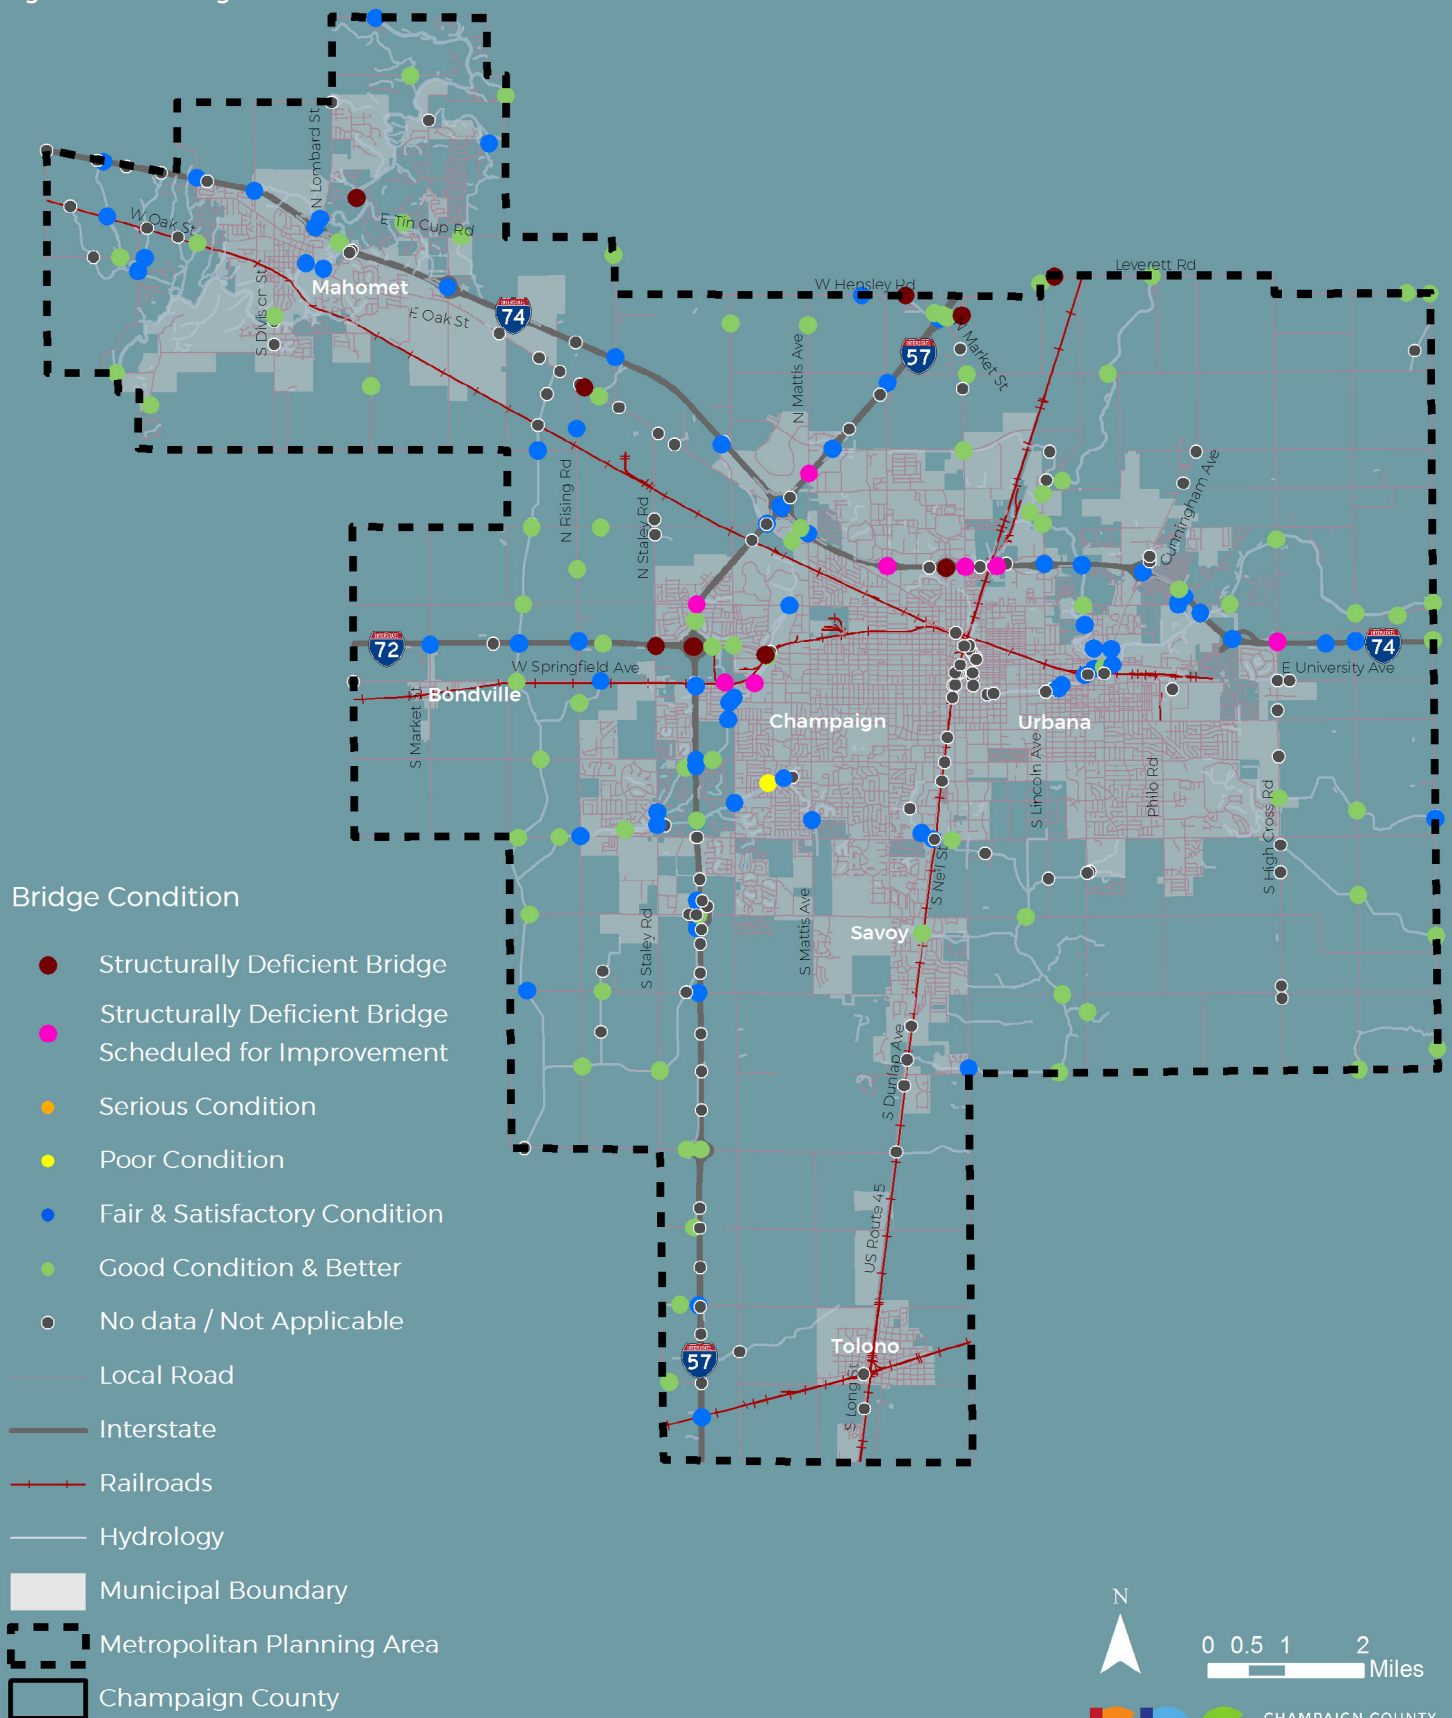 N Lombard St
W Oak St
E Tin Cup Rd
Mahomet
S Division St
E Oak St
INTERSTATE
74
W Hensley Rd
Leverett Rd
INTERSTATE
57
N Market St
N Mattis Ave
N Rising Rd
N Staley Rd
Cunningham Ave
INTERSTATE
72
W Springfield Ave
INTERSTATE
74
E University Ave
Bondville
S Market St
Champaign
Urbana
S Lincoln Ave
Philo Rd
S High Cross Rd
S Neil St
S Staley Rd
S Mattis Ave
Savoy
S Dunlap Ave
US Route 45
Tolono
INTERSTATE
57
S Long St
Bridge Condition
Structurally Deficient Bridge
Structurally Deficient Bridge
Scheduled for Improvement
Serious Condition
Poor Condition
Fair & Satisfactory Condition
Good Condition & Better
No data / Not Applicable
Local Road
Interstate
Railroads
Hydrology
Municipal Boundary
Metropolitan Planning Area
Champaign County
N
0 0.5 1 2
Miles
CHAMPAIGN COUNTY